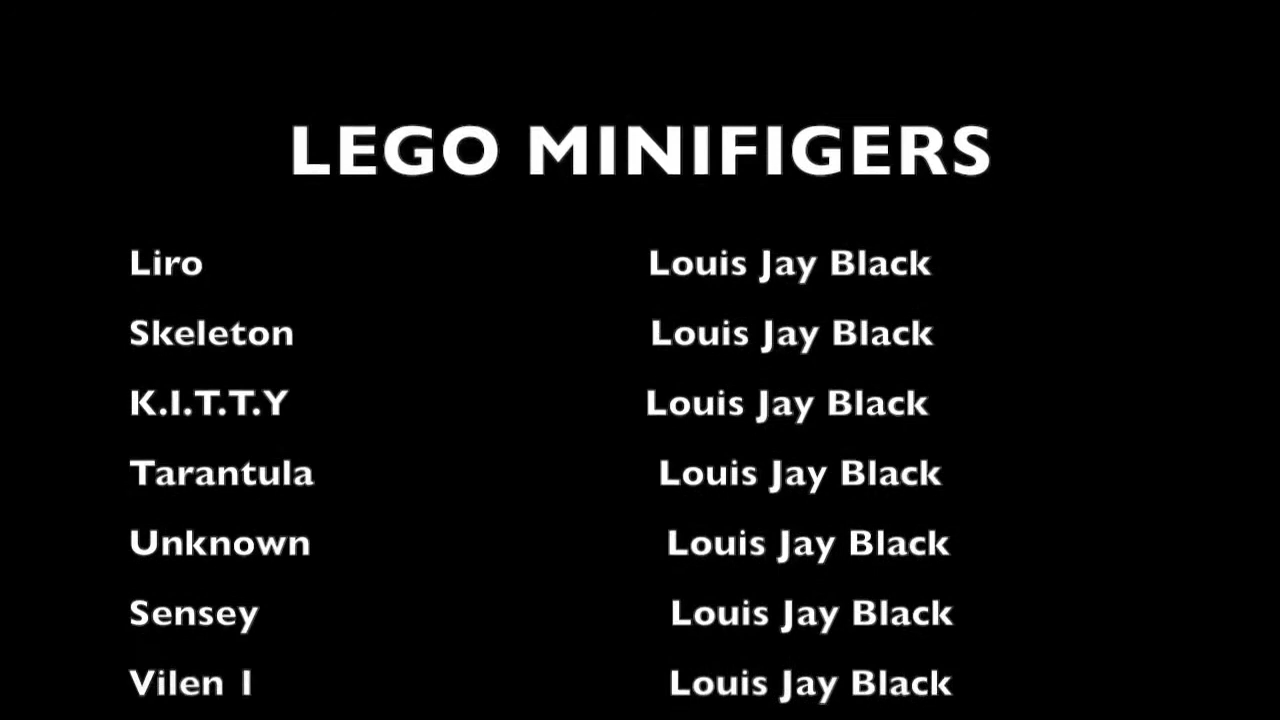 LEGO MINIFIGERS
Liro Louis Jay Black
Skeleton Louis Jay Black
K.I.T.T.Y Louis Jay Black
Tarantula Louis Jay Black
Unknown Louis Jay Black
Sensey Louis Jay Black
Vilen 1 Louis Jay Black